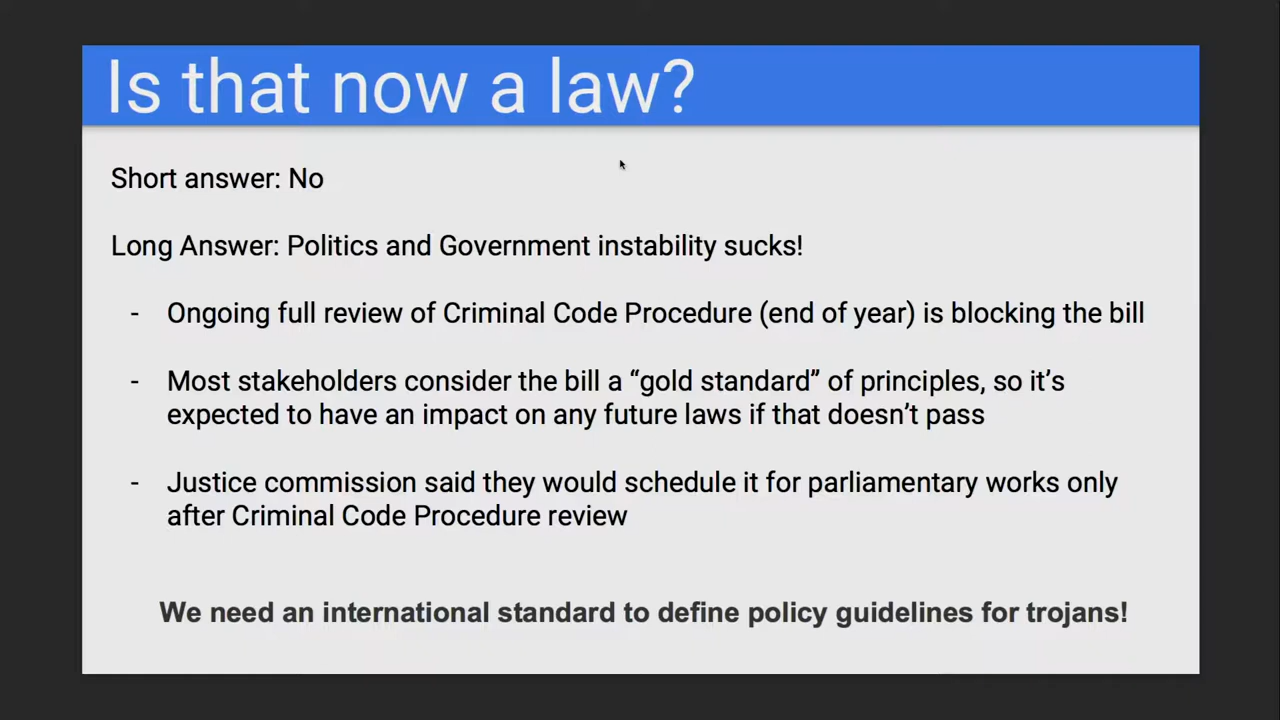 Is that now a law?
Short answer: No
Long Answer: Politics and Government instability sucks!
- Ongoing full review of Criminal Code Procedure (end of year) is blocking the bill
- Most stakeholders consider the bill a “gold standard” of principles, so it’s
expected to have an impact on any future laws if that doesn’t pass
- Justice commission said they would schedule it for parliamentary works only
after Criminal Code Procedure review
We need an international standard to define policy guidelines for trojans!